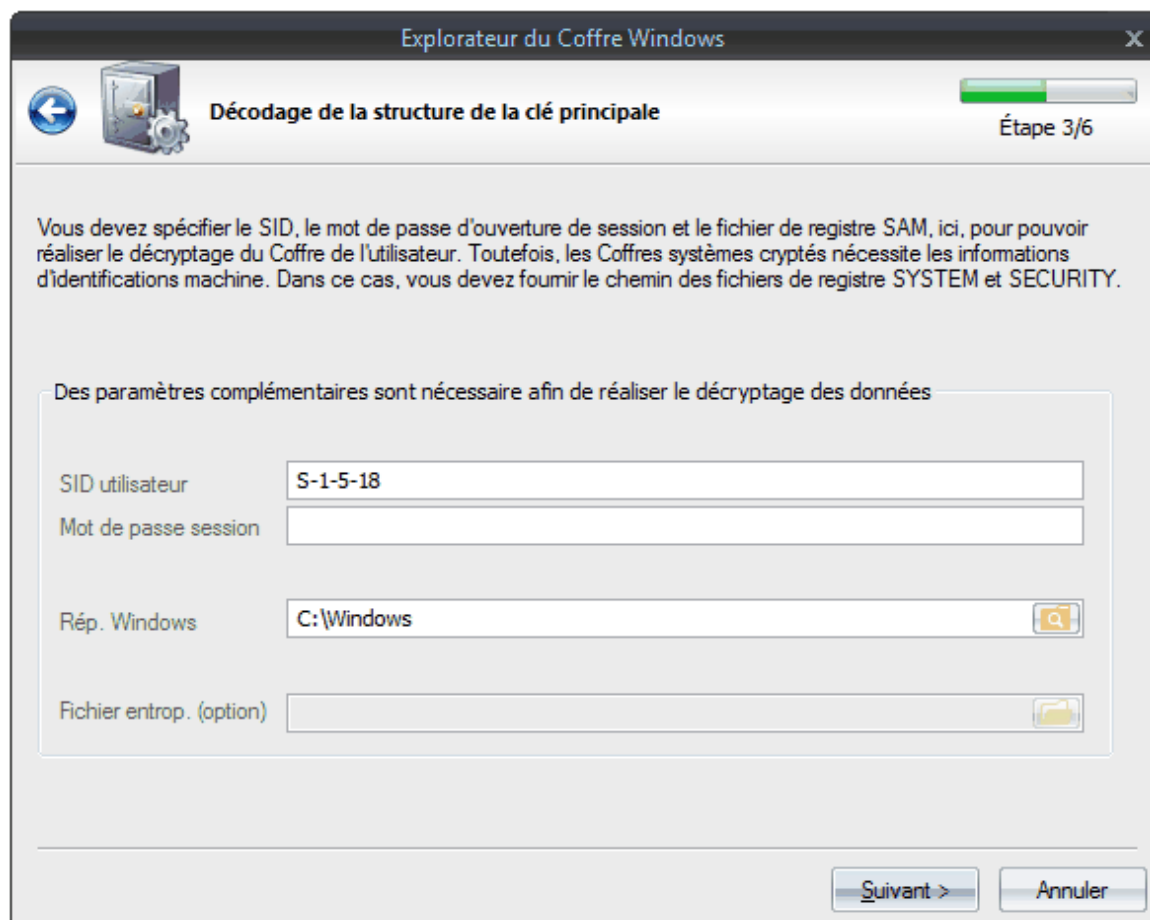 Explorateur du Coffre Windows
X
Décodage de la structure de la clé principale
Étape 3/6
Vous devez spécifier le SID, le mot de passe d'ouverture de session et le fichier de registre SAM, ici, pour pouvoir
réaliser le décryptage du Coffre de l'utilisateur. Toutefois, les Coffres systèmes cryptés nécessite les informations
d'identifications machine. Dans ce cas, vous devez fournir le chemin des fichiers de registre SYSTEM et SECURITY.
Des paramètres complémentaires sont nécessaire afin de réaliser le décryptage des données
SID utilisateur
S-1-5-18
Mot de passe session
Rép. Windows
C:\Windows
Fichier entrop. (option)
Suivant >
Annuler